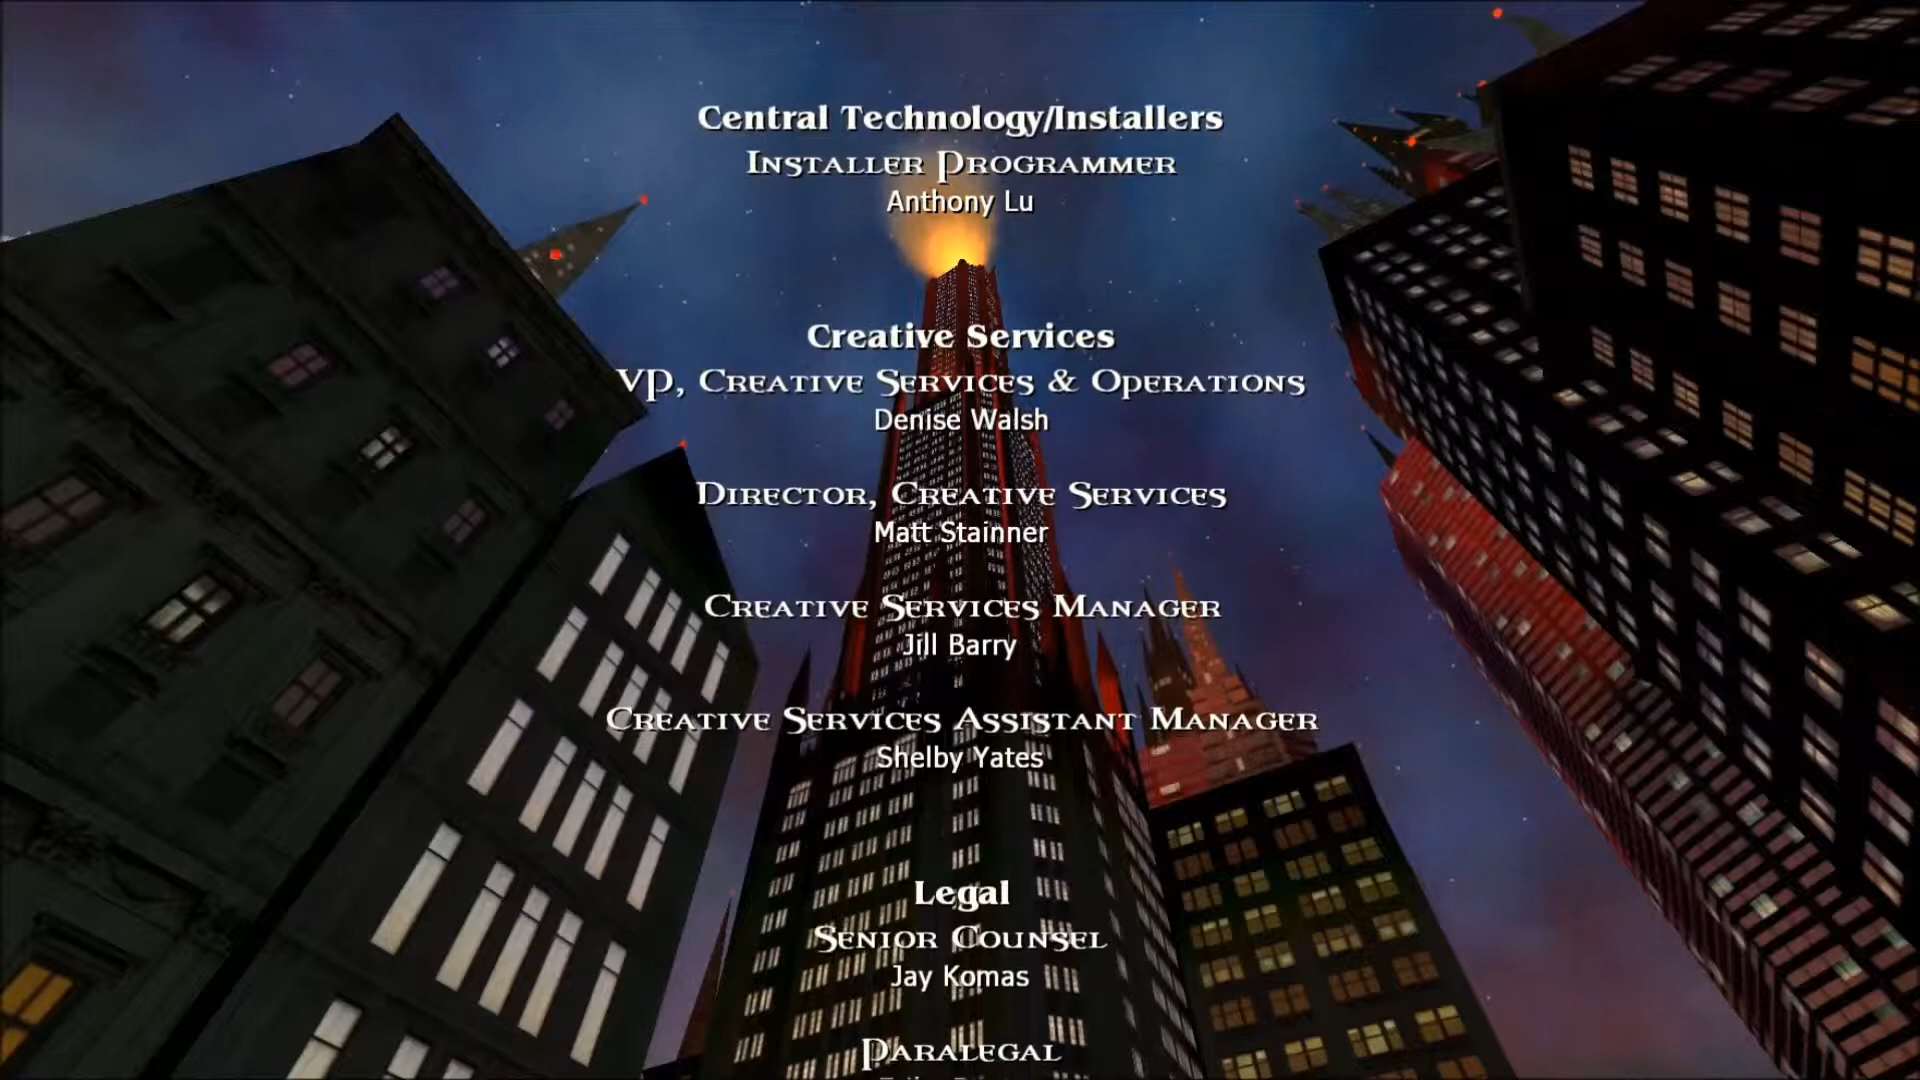 Central Technology/Installers
Installer Programmer
Anthony Lu
Creative Services
VP, Creative Services & Operations
Denise Walsh
Director, Creative Services
Matt Stainner
Creative Services Manager
Jill Barry
Creative Services Assistant Manager
Shelby Yates
Legal
Senior Counsel
Jay Komas
Paralegal